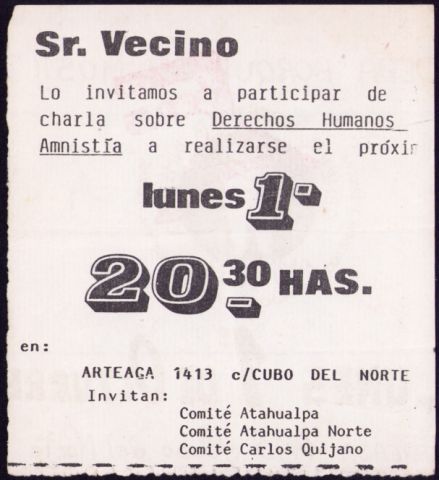 Sr. Vecino
Lo invitamos a participar de
charla sobre Derechos Humanos
Amnistía a realizarse el próxim
lunes 1º
20.30 HAS.
en:
ARTEAGA 1413 c/CUBO DEL NORTE
Invitan:
Comité Atahualpa
Comité Atahualpa Norte
Comité Carlos Quijano